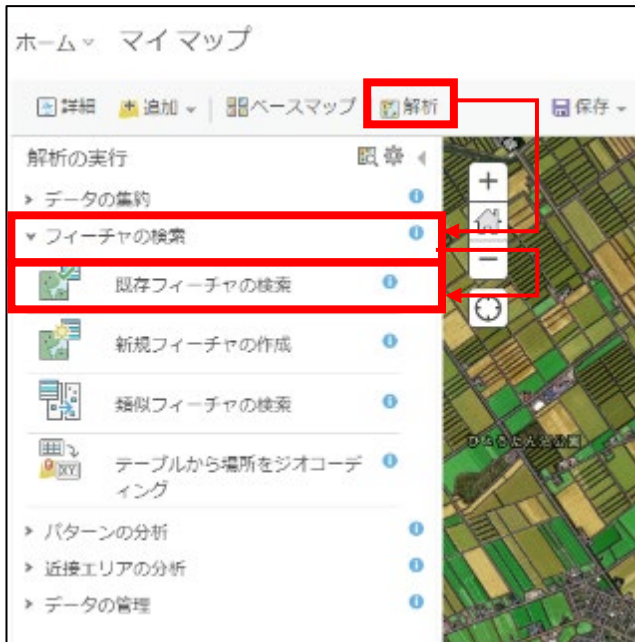 ホーム マイ マップ
詳細 追加 ベースマップ 解析 保存
解析の実行
データの集約
フィーチャの検索
既存フィーチャの検索
新規フィーチャの作成
類似フィーチャの検索
XY テーブルから場所をジオコーデ
ィング
パターンの分析
近接エリアの分析
データの管理